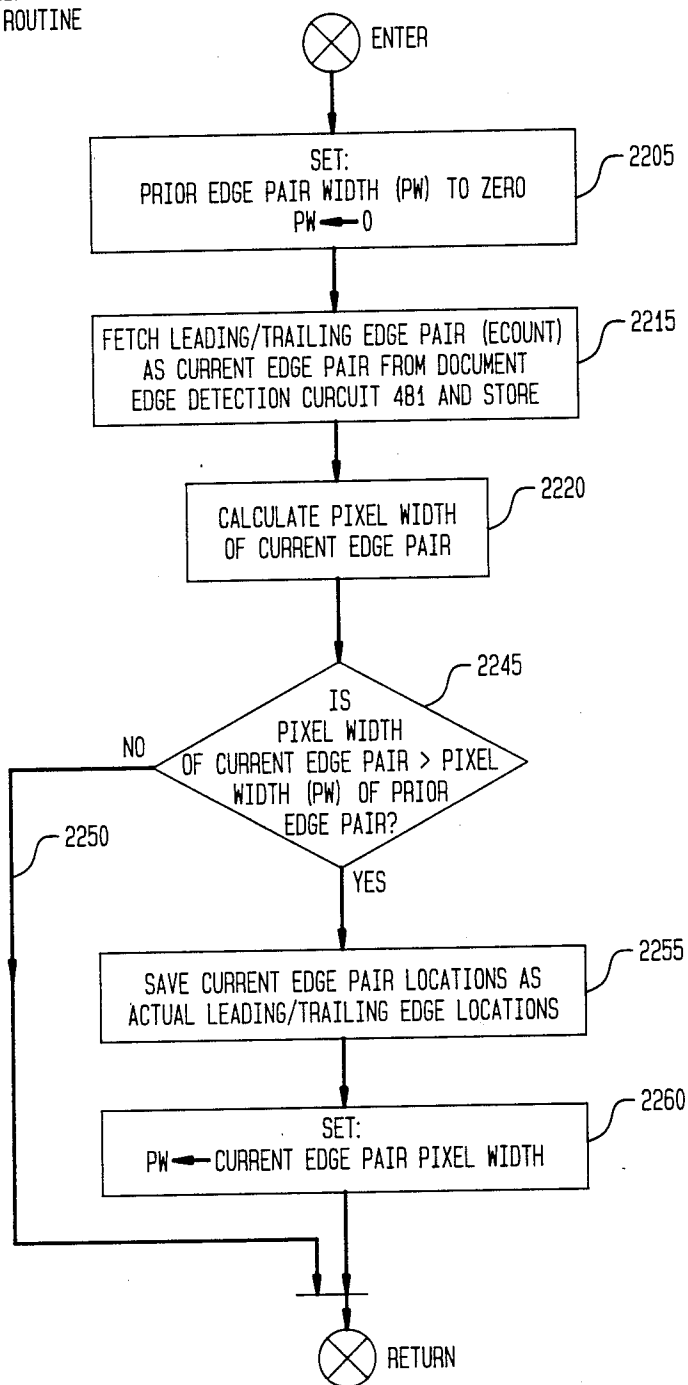 ROUTINE
ENTER
SET:
PRIOR EDGE PAIR WIDTH (PW) TO ZERO
PW ← 0
2205
FETCH LEADING/TRAILING EDGE PAIR (ECOUNT)
AS CURRENT EDGE PAIR FROM DOCUMENT
EDGE DETECTION CURCUIT 481 AND STORE
2215
CALCULATE PIXEL WIDTH
OF CURRENT EDGE PAIR
2220
IS
PIXEL WIDTH
OF CURRENT EDGE PAIR > PIXEL
WIDTH (PW) OF PRIOR
EDGE PAIR?
2245
NO
2250
YES
SAVE CURRENT EDGE PAIR LOCATIONS AS
ACTUAL LEADING/TRAILING EDGE LOCATIONS
2255
SET:
PW ← CURRENT EDGE PAIR PIXEL WIDTH
2260
RETURN